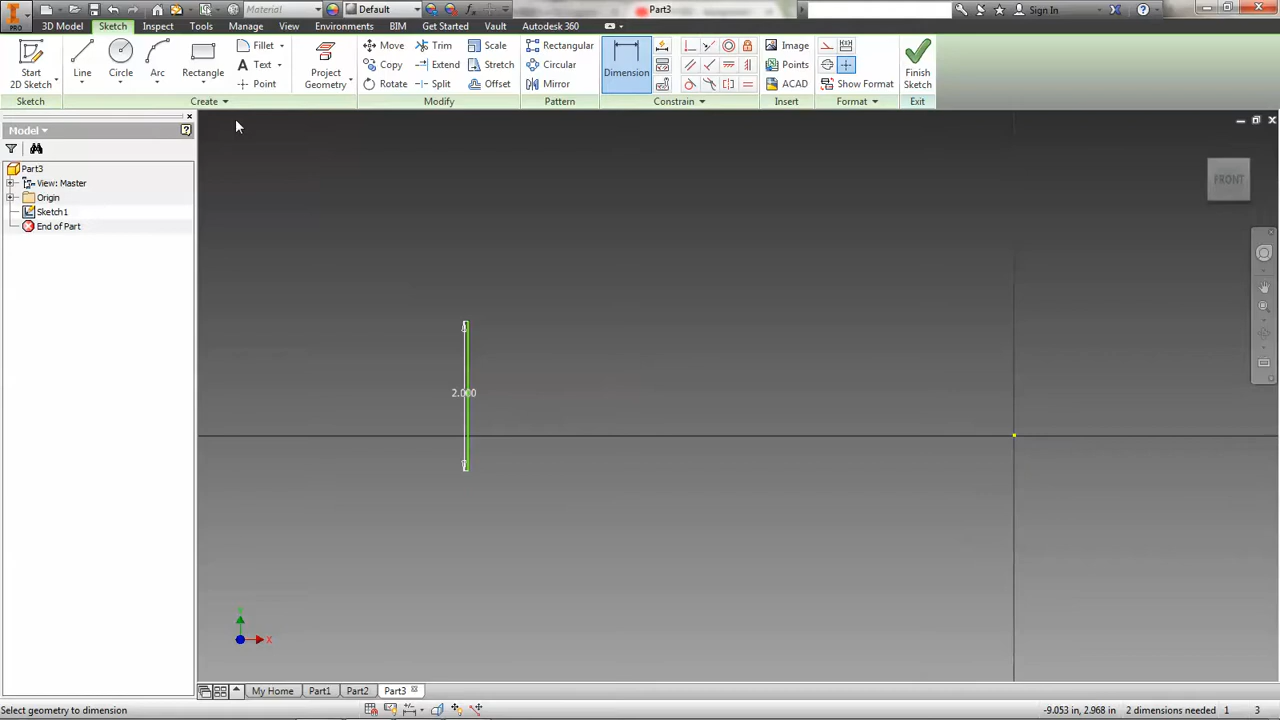 PRO
Material
Default
Part3
Sign In
3D Model
Sketch
Inspect
Tools
Manage
View
Environments
BIM
Get Started
Vault
Autodesk 360
Start
2D Sketch
Line
Circle
Arc
Rectangle
Fillet
Text
Point
Project
Geometry
Move
Copy
Rotate
Trim
Extend
Split
Scale
Stretch
Offset
Rectangular
Circular
Mirror
Dimension
Image
Points
ACAD
Show Format
Finish
Sketch
Sketch
Create
Modify
Pattern
Constrain
Insert
Format
Exit
Model
Part3
View: Master
Origin
Sketch1
End of Part
FRONT
2.000
Y
X
My Home
Part1
Part2
Part3
Select geometry to dimension
-9.053 in, 2.968 in
2 dimensions needed
1
3